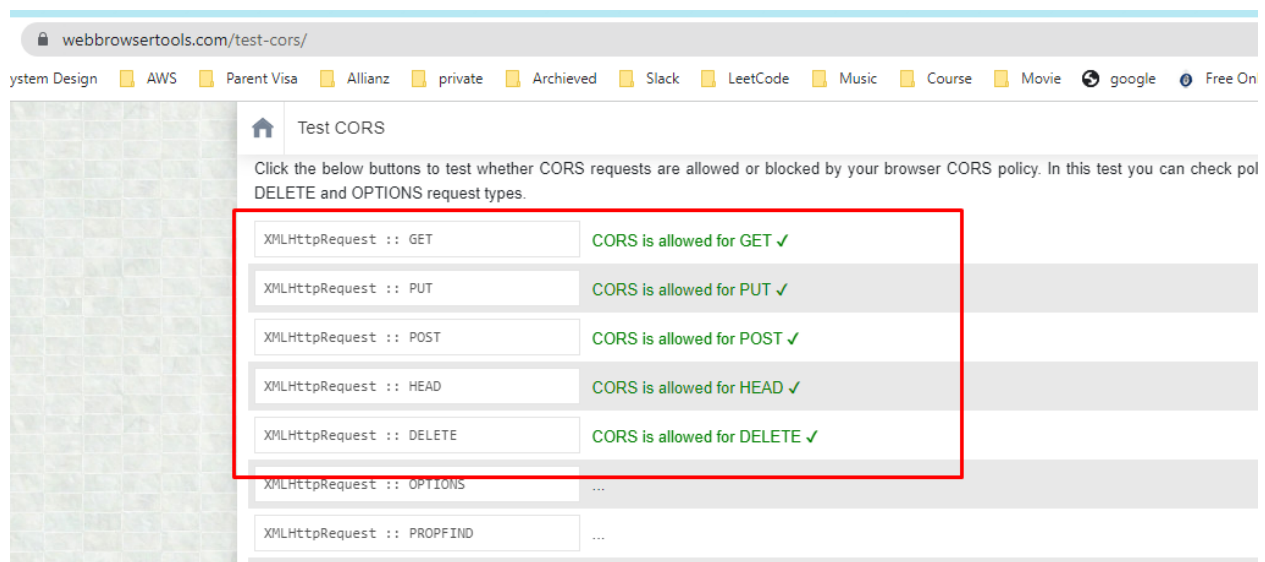 webbrowsertools.com/test-cors/
ystem Design AWS Parent Visa Allianz private Archieved Slack LeetCode Music Course Movie google Free On
Test CORS
Click the below buttons to test whether CORS requests are allowed or blocked by your browser CORS policy. In this test you can check pol
DELETE and OPTIONS request types.
XMLHttpRequest :: GET CORS is allowed for GET ✓
XMLHttpRequest :: PUT CORS is allowed for PUT ✓
XMLHttpRequest :: POST CORS is allowed for POST ✓
XMLHttpRequest :: HEAD CORS is allowed for HEAD ✓
XMLHttpRequest :: DELETE CORS is allowed for DELETE ✓
XMLHttpRequest :: OPTIONS ...
XMLHttpRequest :: PROPFIND ...